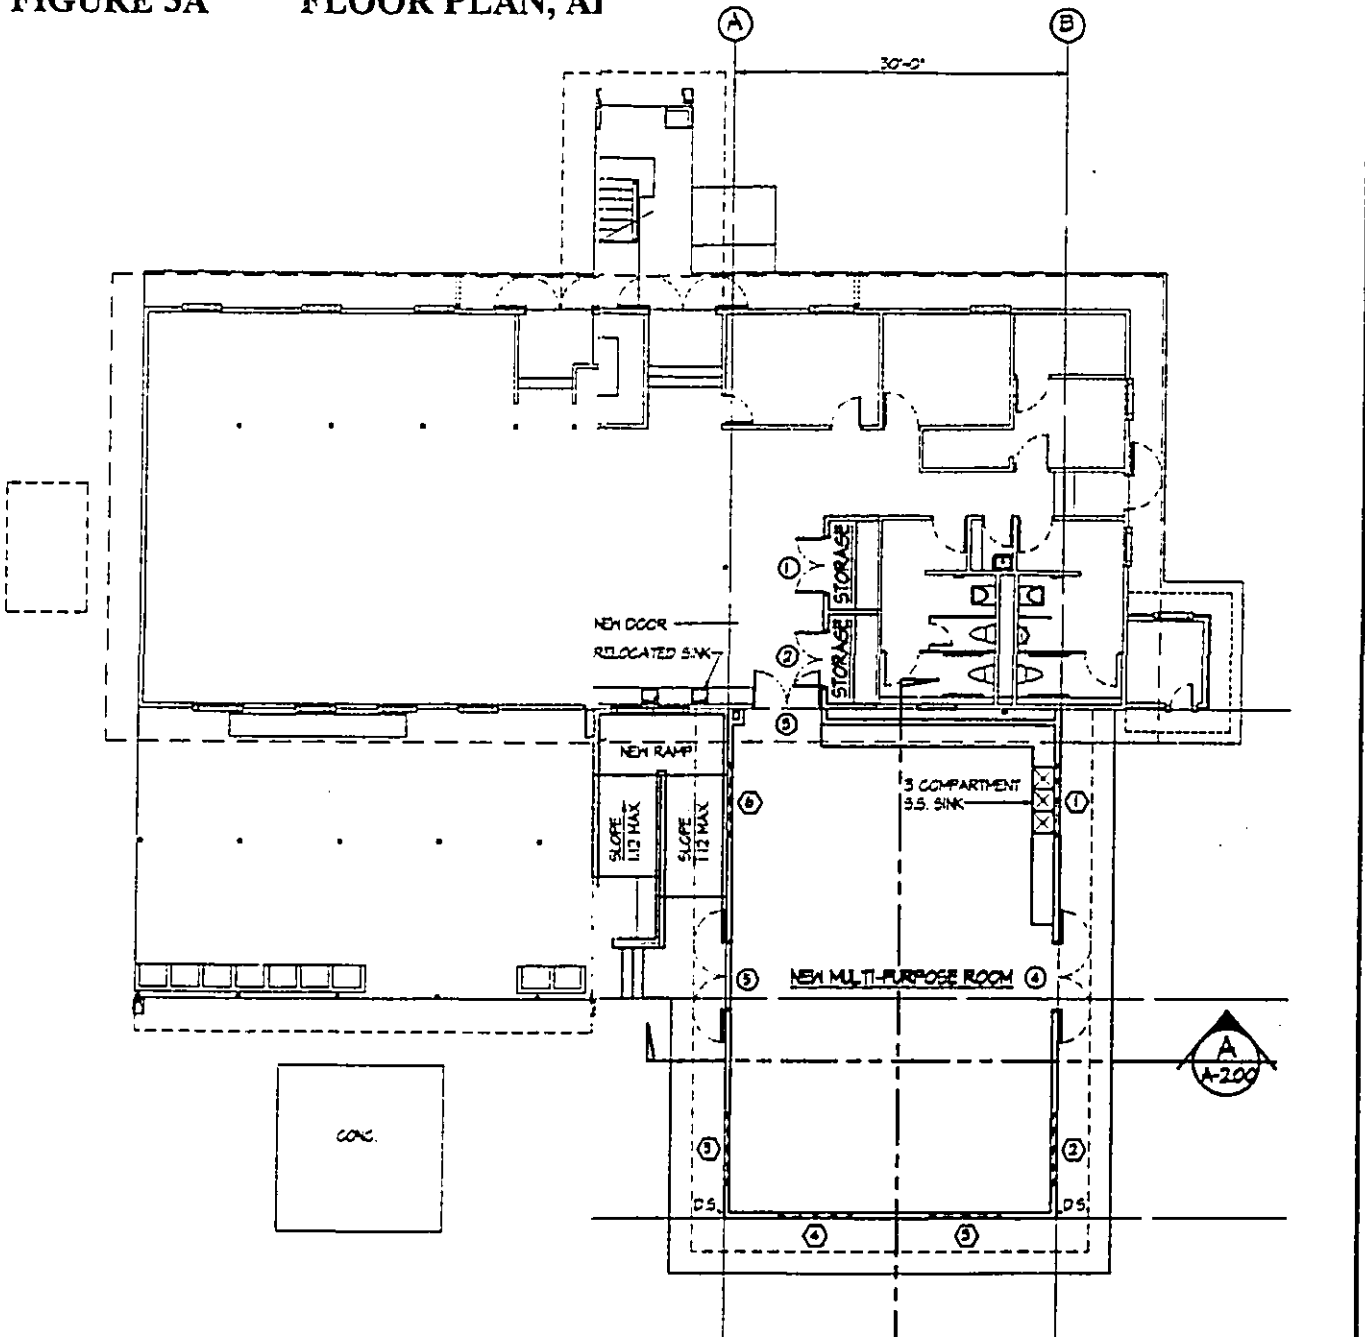 FIGURE 3A FLOOR PLAN, AI
A
B
30'-0"
STORAGE
1
NEW DOOR
RELOCATED SINK
2
STORAGE
3
NEW RAMP
3 COMPARTMENT
S.S. SINK
6
1
SLOPE
1:12 MAX
SLOPE
1:12 MAX
5
NEW MULTI-PURPOSE ROOM
4
A
A-200
CONC.
3
2
D.S.
D.S.
4
5